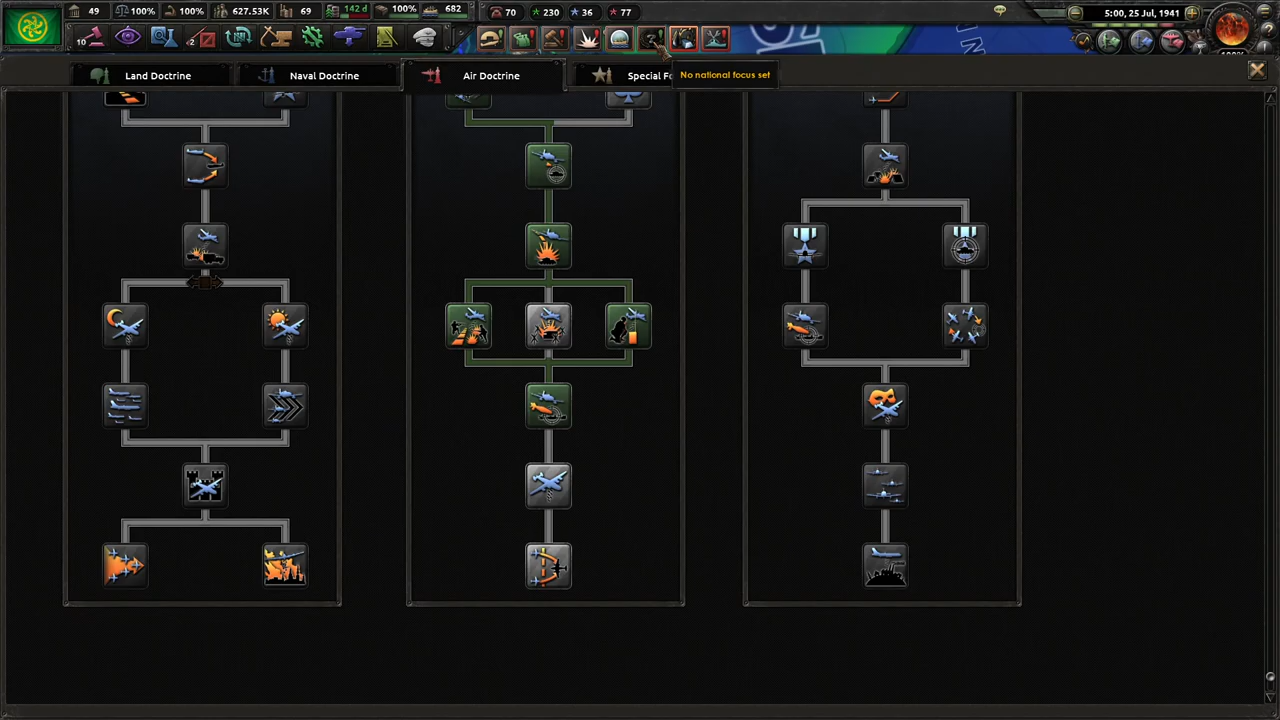 49 100% 100% 627.53K 69 142 d 100% 682 70 230 36 77 5:00, 25 Jul, 1941
10 2
100%
Land Doctrine Naval Doctrine Air Doctrine Special Fo
No national focus set